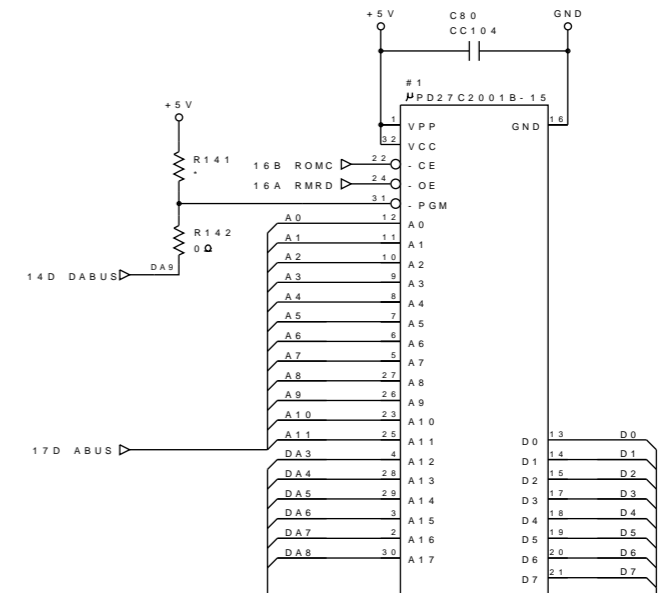 +5V
C80
CC104
GND
#1
µPD27C2001B-15
+5V
R141
*
R142
0Ω
DA9
14D DABUS
16B ROMC
16A RMRD
17D ABUS
1 VPP
32 VCC
22 -CE
24 -OE
31 -PGM
GND 16
A0 12 A0
A1 11 A1
A2 10 A2
A3 9 A3
A4 8 A4
A5 7 A5
A6 6 A6
A7 5 A7
A8 27 A8
A9 26 A9
A10 23 A10
A11 25 A11
DA3 4 A12
DA4 28 A13
DA5 29 A14
DA6 3 A15
DA7 2 A16
DA8 30 A17
D0 13 D0
D1 14 D1
D2 15 D2
D3 17 D3
D4 18 D4
D5 19 D5
D6 20 D6
D7 21 D7